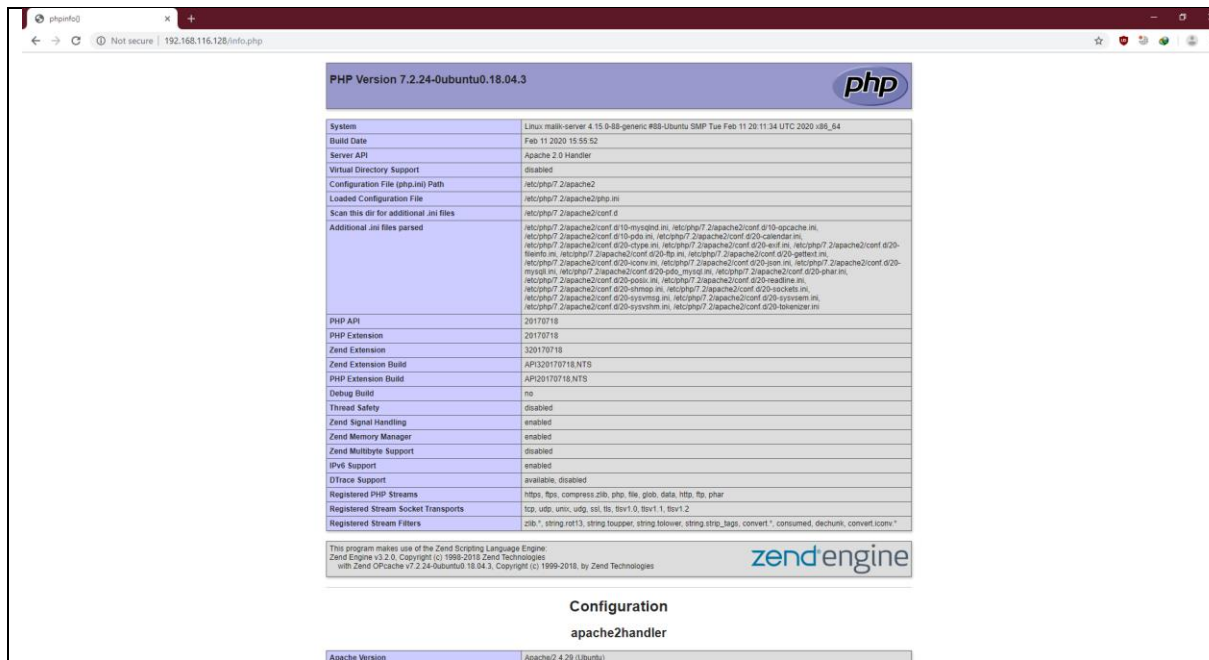 phpinfo()
Not secure | 192.168.116.128/info.php
PHP Version 7.2.24-0ubuntu0.18.04.3
php
System Linux malik-server 4.15.0-88-generic #88-Ubuntu SMP Tue Feb 11 20:11:34 UTC 2020 x86_64
Build Date Feb 11 2020 15:55:52
Server API Apache 2.0 Handler
Virtual Directory Support disabled
Configuration File (php.ini) Path /etc/php/7.2/apache2
Loaded Configuration File /etc/php/7.2/apache2/php.ini
Scan this dir for additional .ini files /etc/php/7.2/apache2/conf.d
Additional .ini files parsed /etc/php/7.2/apache2/conf.d/10-mysqlnd.ini, /etc/php/7.2/apache2/conf.d/10-opcache.ini,
/etc/php/7.2/apache2/conf.d/10-pdo.ini, /etc/php/7.2/apache2/conf.d/20-calendar.ini,
/etc/php/7.2/apache2/conf.d/20-ctype.ini, /etc/php/7.2/apache2/conf.d/20-exif.ini, /etc/php/7.2/apache2/conf.d/20-
fileinfo.ini, /etc/php/7.2/apache2/conf.d/20-ftp.ini, /etc/php/7.2/apache2/conf.d/20-gettext.ini,
/etc/php/7.2/apache2/conf.d/20-iconv.ini, /etc/php/7.2/apache2/conf.d/20-json.ini, /etc/php/7.2/apache2/conf.d/20-
mysqli.ini, /etc/php/7.2/apache2/conf.d/20-pdo_mysql.ini, /etc/php/7.2/apache2/conf.d/20-phar.ini,
/etc/php/7.2/apache2/conf.d/20-posix.ini, /etc/php/7.2/apache2/conf.d/20-readline.ini,
/etc/php/7.2/apache2/conf.d/20-shmop.ini, /etc/php/7.2/apache2/conf.d/20-sockets.ini,
/etc/php/7.2/apache2/conf.d/20-sysvmsg.ini, /etc/php/7.2/apache2/conf.d/20-sysvsem.ini,
/etc/php/7.2/apache2/conf.d/20-sysvshm.ini, /etc/php/7.2/apache2/conf.d/20-tokenizer.ini
PHP API 20170718
PHP Extension 20170718
Zend Extension 320170718
Zend Extension Build API320170718,NTS
PHP Extension Build API20170718,NTS
Debug Build no
Thread Safety disabled
Zend Signal Handling enabled
Zend Memory Manager enabled
Zend Multibyte Support disabled
IPv6 Support enabled
DTrace Support available, disabled
Registered PHP Streams https, ftps, compress.zlib, php, file, glob, data, http, ftp, phar
Registered Stream Socket Transports tcp, udp, unix, udg, ssl, tls, tlsv1.0, tlsv1.1, tlsv1.2
Registered Stream Filters zlib.*, string.rot13, string.toupper, string.tolower, string.strip_tags, convert.*, consumed, dechunk, convert.iconv.*
This program makes use of the Zend Scripting Language Engine:
Zend Engine v3.2.0, Copyright (c) 1998-2018 Zend Technologies
with Zend OPcache v7.2.24-0ubuntu0.18.04.3, Copyright (c) 1999-2018, by Zend Technologies
zend engine
Configuration
apache2handler
Apache Version Apache/2.4.29 (Ubuntu)